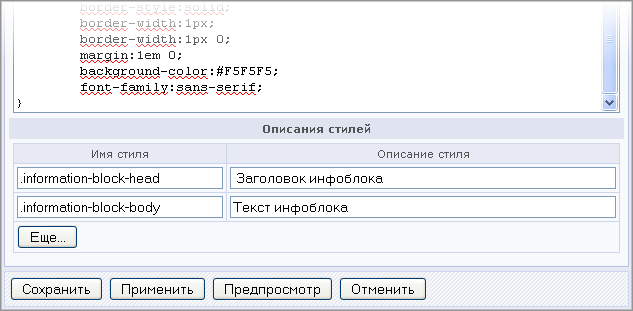 border-style:solid;
border-width:1px;
border-width:1px 0;
margin:1em 0;
background-color:#F5F5F5;
font-family:sans-serif;
}
Описания стилей
Имя стиля Описание стиля
.information-block-head Заголовок инфоблока
.information-block-body Текст инфоблока
Еще...
Сохранить Применить Предпросмотр Отменить